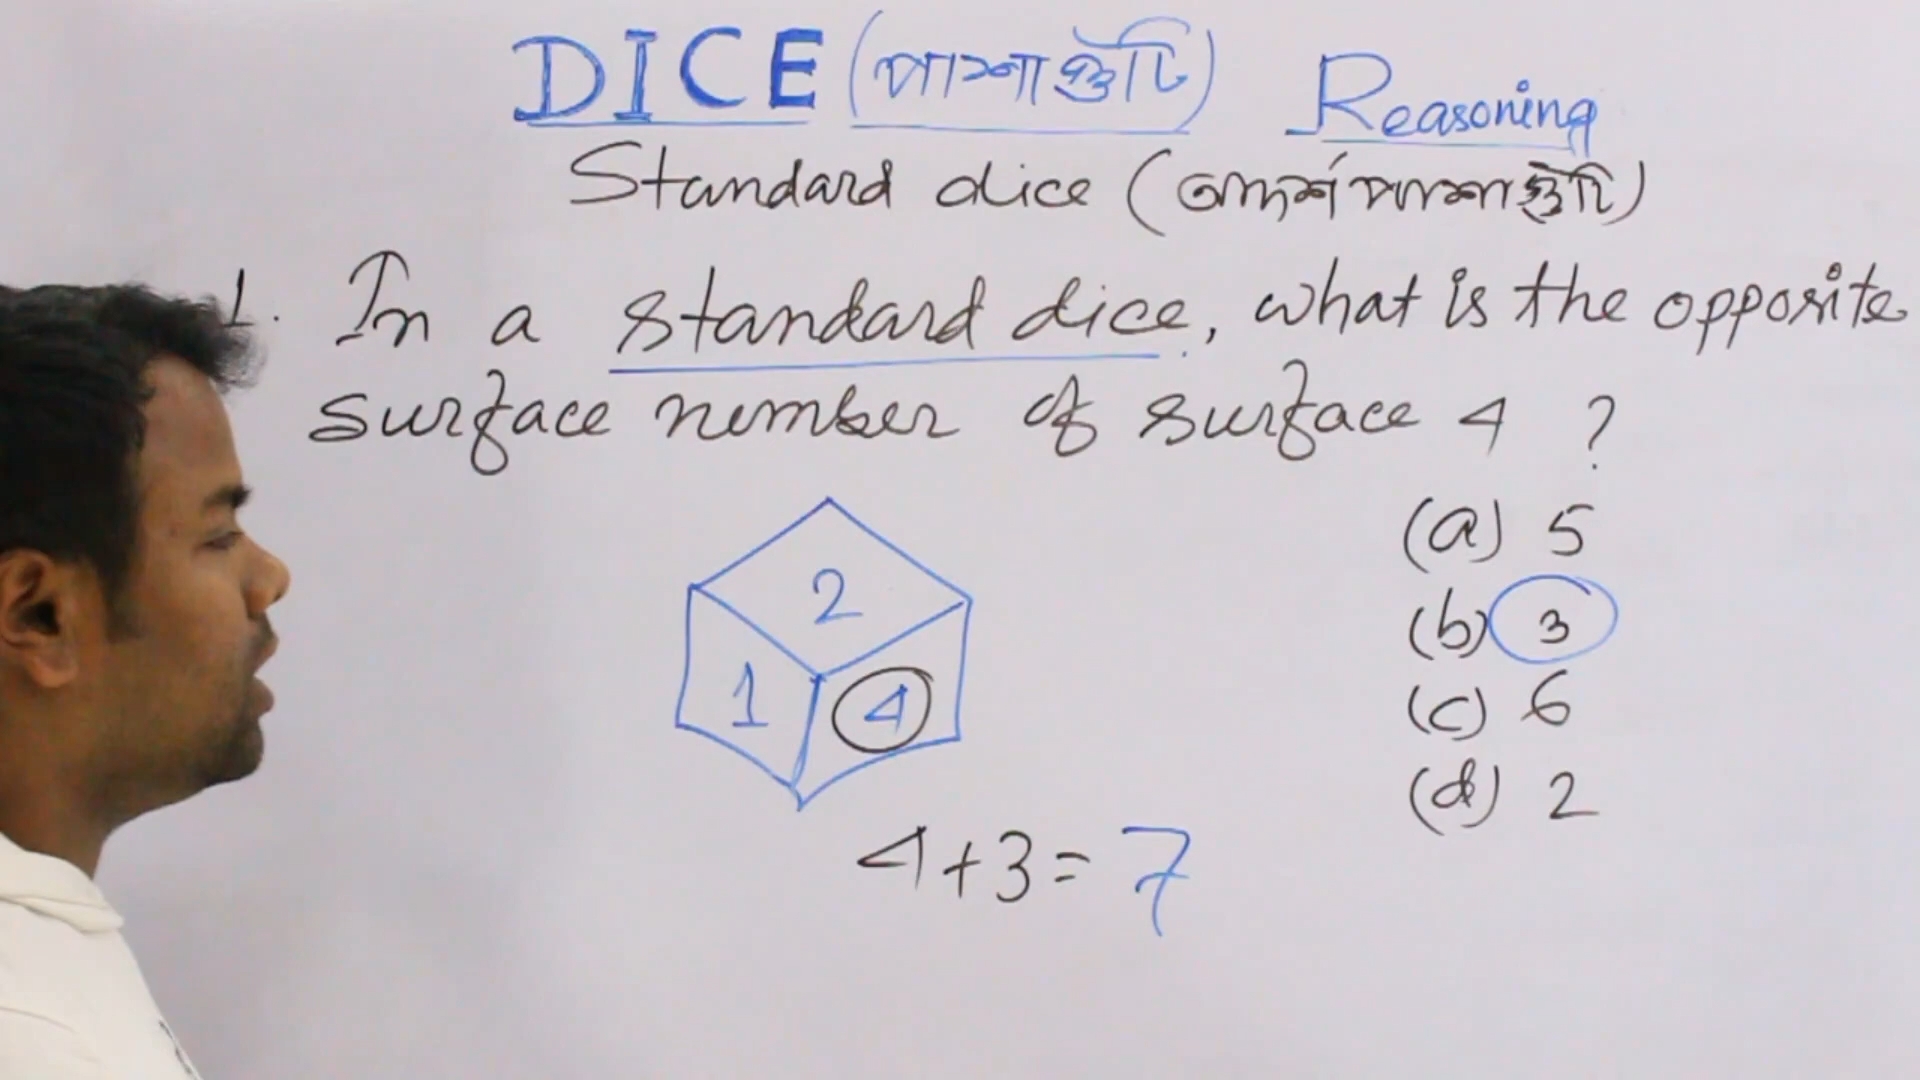 DICE (পাশাগুটি) Reasoning
Standard dice (আদর্শ পাশাগুটি)
1. In a standard dice, what is the opposite
surface number of surface 4 ?
2
1
4
(a) 5
(b) 3
(c) 6
(d) 2
4+3=7